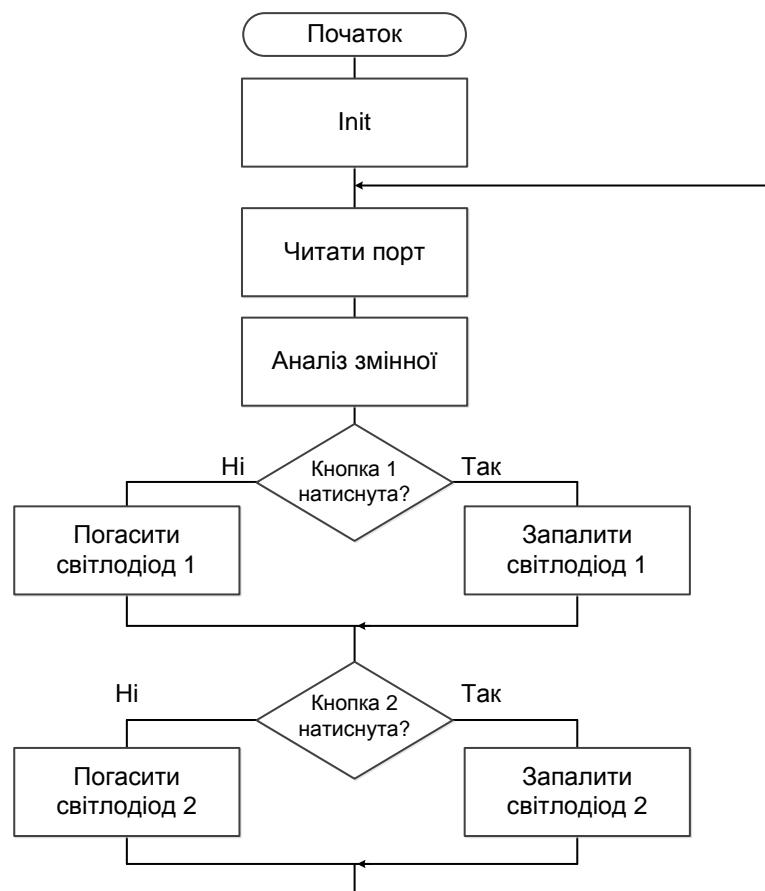 Початок
Init
Читати порт
Аналіз змінної
Ні
Кнопка 1
натиснута?
Так
Погасити
світлодіод 1
Запалити
світлодіод 1
Ні
Кнопка 2
натиснута?
Так
Погасити
світлодіод 2
Запалити
світлодіод 2